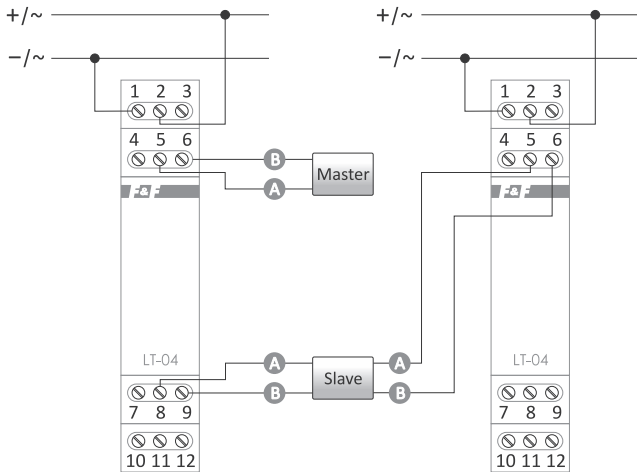 +/~ +/~
−/~ −/~
1 2 3 1 2 3
4 5 6 4 5 6
B
Master
A
F&F F&F
LT-04 LT-04
A A
Slave
B B
7 8 9 7 8 9
10 11 12 10 11 12